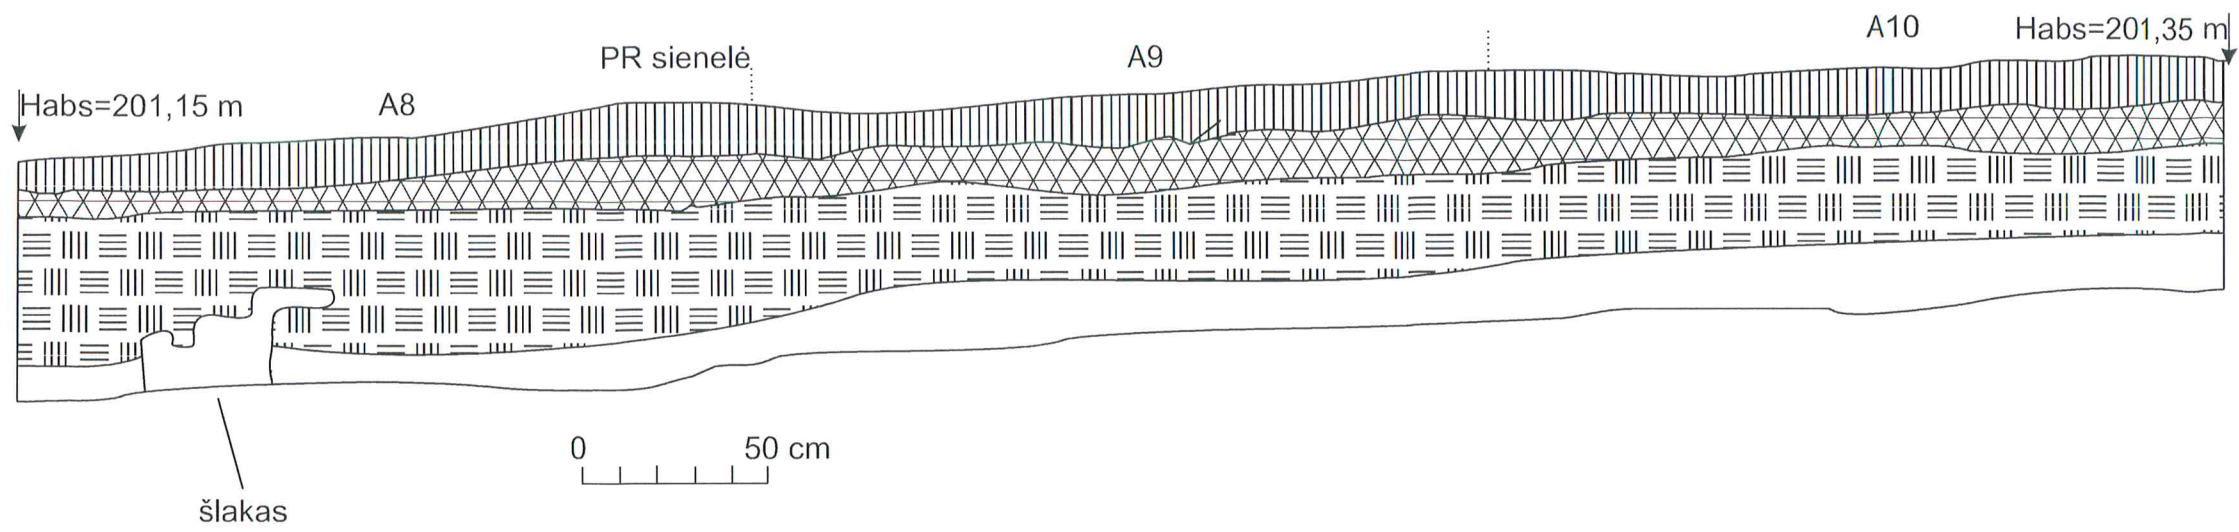 Habs=201,15 m
A8
PR sienelė
A9
A10
Habs=201,35 m
0
50 cm
šlakas